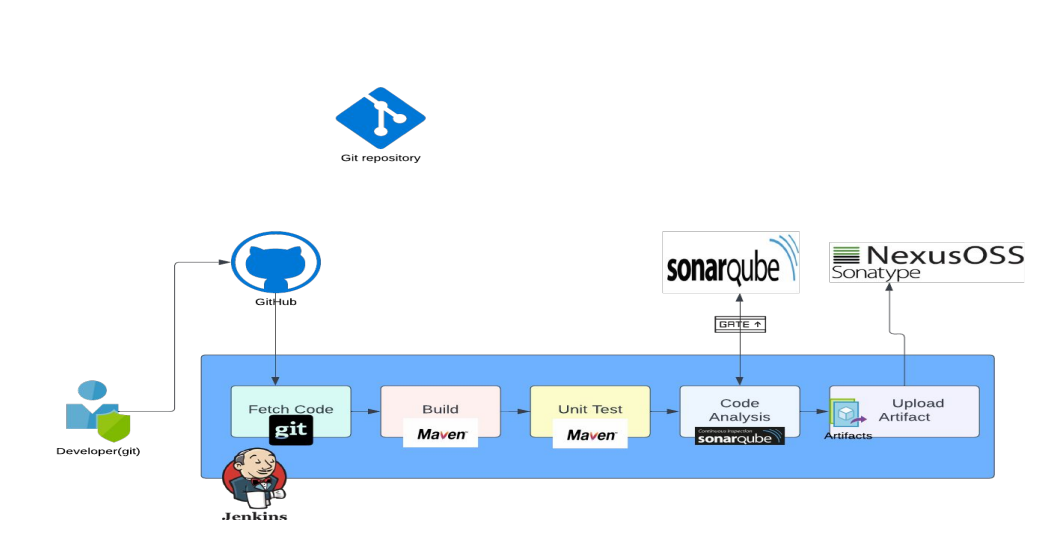 Git repository
GitHub
sonarqube
NexusOSS
Sonatype
GATE ↑
Developer(git)
Fetch Code
git
Build
Maven
Unit Test
Maven
Code
Analysis
Continuous Inspection
sonarqube
Upload
Artifact
Artifacts
Jenkins